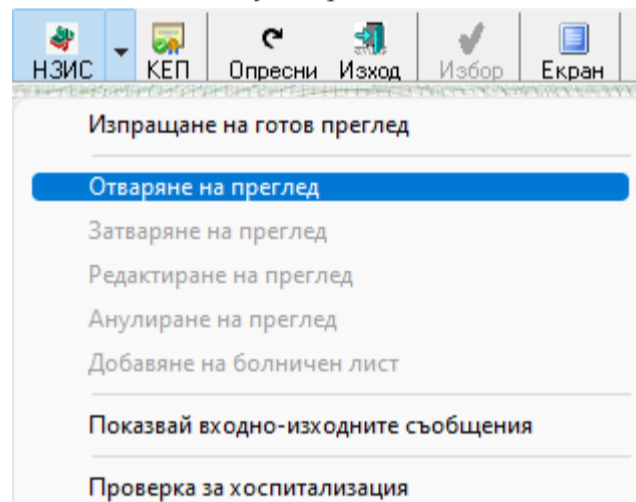 НЗИС КЕП Опресни Изход Избор Екран
Изпращане на готов преглед
Отваряне на преглед
Затваряне на преглед
Редактиране на преглед
Анулиране на преглед
Добавяне на болничен лист
Показвай входно-изходните съобщения
Проверка за хоспитализация